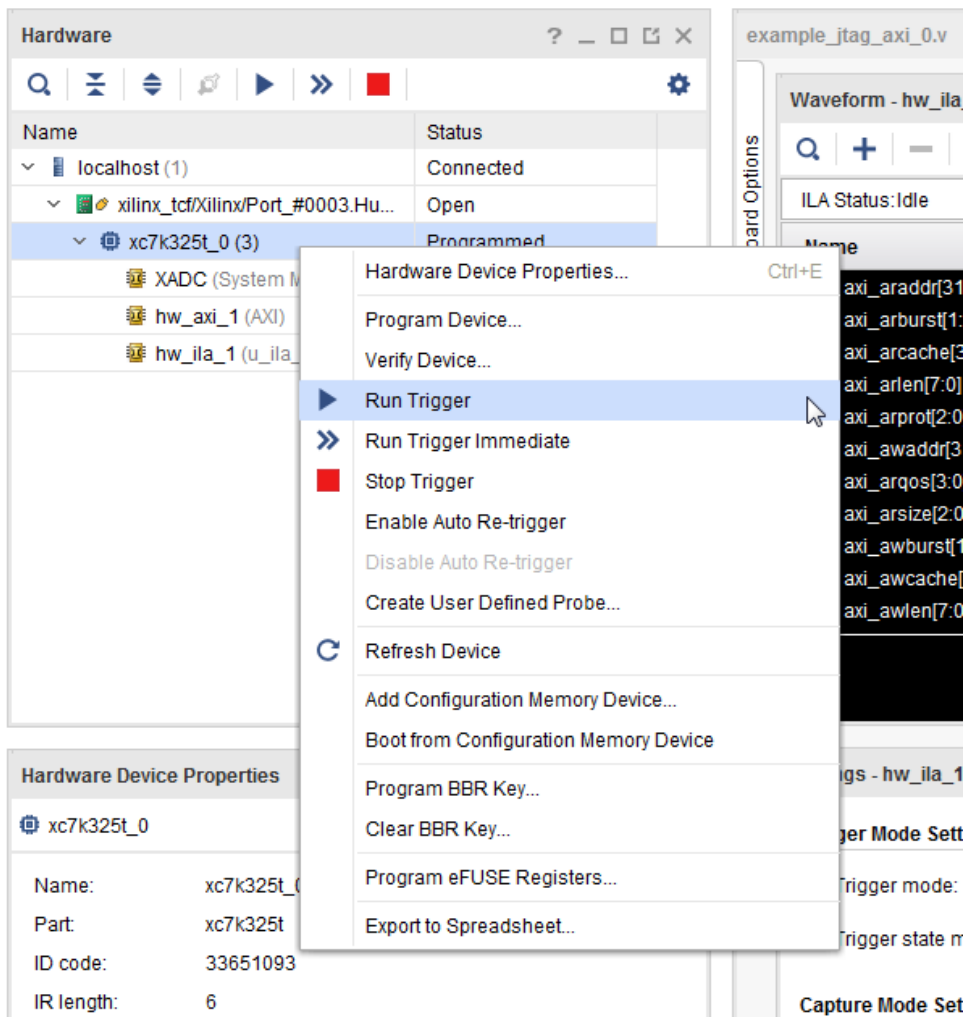 Hardware
Name Status
localhost (1) Connected
xilinx_tcf/Xilinx/Port_#0003.Hu... Open
xc7k325t_0 (3) Programmed
XADC (System
hw_axi_1 (AXI)
hw_ila_1 (u_ila_
Hardware Device Properties... Ctrl+E
Program Device...
Verify Device...
Run Trigger
Run Trigger Immediate
Stop Trigger
Enable Auto Re-trigger
Disable Auto Re-trigger
Create User Defined Probe...
Refresh Device
Add Configuration Memory Device...
Boot from Configuration Memory Device
Program BBR Key...
Clear BBR Key...
Program eFUSE Registers...
Export to Spreadsheet...
Hardware Device Properties
xc7k325t_0
Name: xc7k325t_0
Part: xc7k325t
ID code: 33651093
IR length: 6
example_jtag_axi_0.v
Options
Waveform - hw_ila_
ILA Status:Idle
Name
axi_araddr[31
axi_arburst[1:
axi_arcache[3
axi_arlen[7:0]
axi_arprot[2:0
axi_awaddr[3
axi_arqos[3:0
axi_arsize[2:0
axi_awburst[1
axi_awcache[
axi_awlen[7:0
gs - hw_ila_1
ger Mode Sett
Trigger mode:
Trigger state m
Capture Mode Set